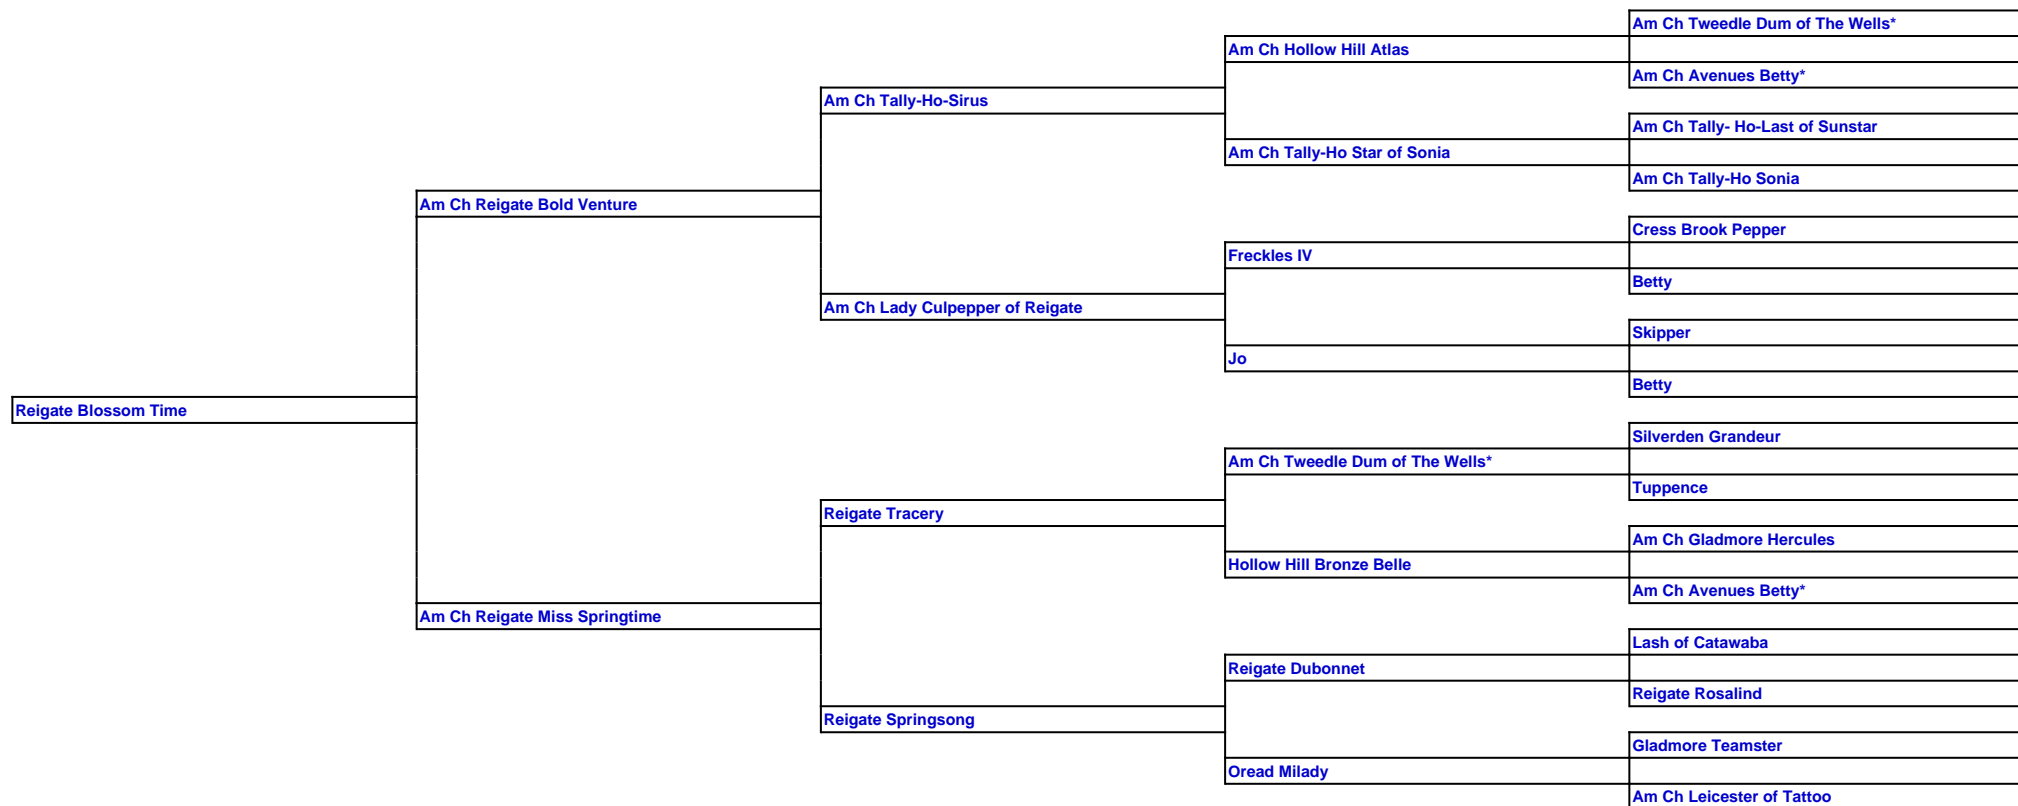 Am Ch Tweedle Dum of The Wells*
Am Ch Hollow Hill Atlas
Am Ch Avenues Betty*
Am Ch Tally-Ho-Sirus
Am Ch Tally- Ho-Last of Sunstar
Am Ch Tally-Ho Star of Sonia
Am Ch Tally-Ho Sonia
Am Ch Reigate Bold Venture
Cress Brook Pepper
Freckles IV
Betty
Am Ch Lady Culpepper of Reigate
Skipper
Jo
Betty
Reigate Blossom Time
Silverden Grandeur
Am Ch Tweedle Dum of The Wells*
Tuppence
Reigate Tracery
Am Ch Gladmore Hercules
Hollow Hill Bronze Belle
Am Ch Avenues Betty*
Am Ch Reigate Miss Springtime
Lash of Catawaba
Reigate Dubonnet
Reigate Rosalind
Reigate Springsong
Gladmore Teamster
Oread Milady
Am Ch Leicester of Tattoo